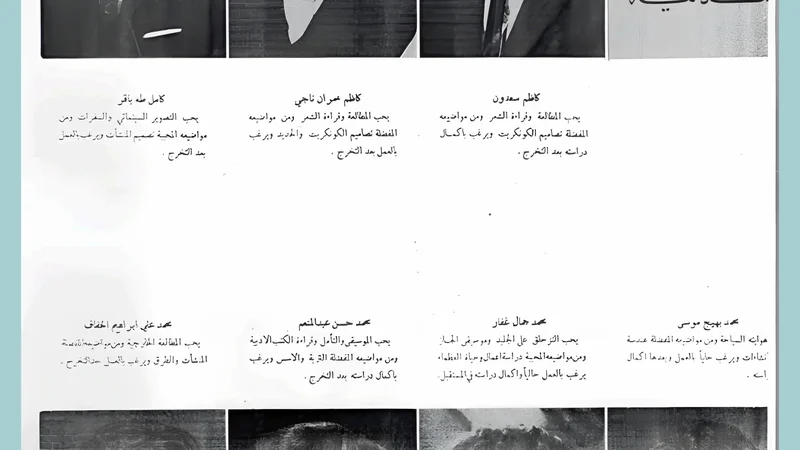 كاظم سعدون
يحب المطالعة وقراءة الشعر ومن مواضيعه
المفضلة تصاميم الكونكريت ويرغب باكمال
دراسته بعد التخرج .
كاظم مهران ناجي
يحب المطالعة وقراءة الشعر ومن مواضيعه
المفضلة تصاميم الكونكريت والحديد ويرغب
بالعمل بعد التخرج .
كامل طه باقر
يحب التصوير السينمائي والسفرات ومن
مواضيعه المحببة تصميم المنشآت ويرغب بالعمل
بعد التخرج .
محمد بهيج موسى
هوايته السياحة ومن مواضيعه المفضلة هندسة
ويرغب حالياً بالعمل وبعدها اكمال
محمد جمال غفار
يحب التزحلق على الجليد وموسيقى الجاز
ومن مواضيعه المحببة دراسة اعمال وحياة العظماء
يرغب بالعمل حالياً واكمال دراسته في المستقبل .
محمد حسن عبدالمنعم
يحب الموسيقى والتأمل وقراءة الكتب الادبية
ومن مواضيعه المفضلة التربة والاسس ويرغب
باكمال دراسته بعد التخرج .
محمد علي ابراهيم الخفاف
يحب المطالعة الخارجية ومن مواضيعه المفضلة
المنشآت والطرق ويرغب بالعمل بعد التخرج .